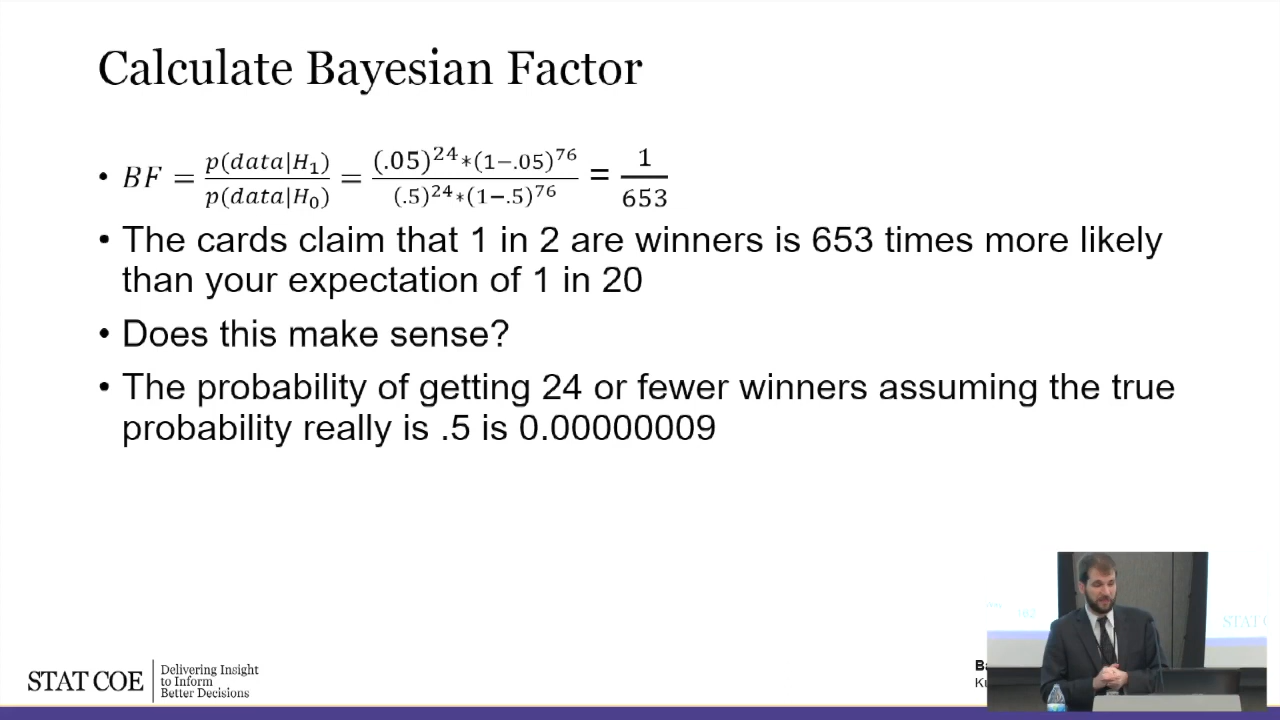 Calculate Bayesian Factor
• BF = p(data|H₁) / p(data|H₀) = (.05)²⁴*(1−.05)⁷⁶ / (.5)²⁴*(1−.5)⁷⁶ = 1 / 653
• The cards claim that 1 in 2 are winners is 653 times more likely
than your expectation of 1 in 20
• Does this make sense?
• The probability of getting 24 or fewer winners assuming the true
probability really is .5 is 0.00000009
STAT COE
Delivering Insight
to Inform
Better Decisions